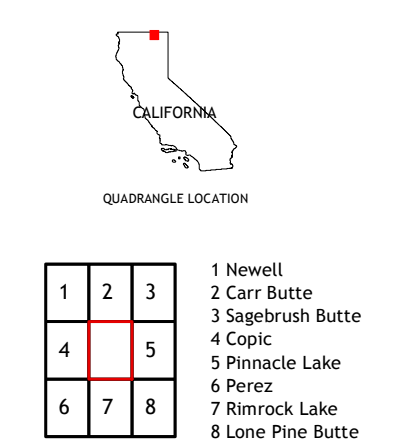 CALIFORNIA
QUADRANGLE LOCATION
1 2 3
4 5
6 7 8
1 Newell
2 Carr Butte
3 Sagebrush Butte
4 Copic
5 Pinnacle Lake
6 Perez
7 Rimrock Lake
8 Lone Pine Butte